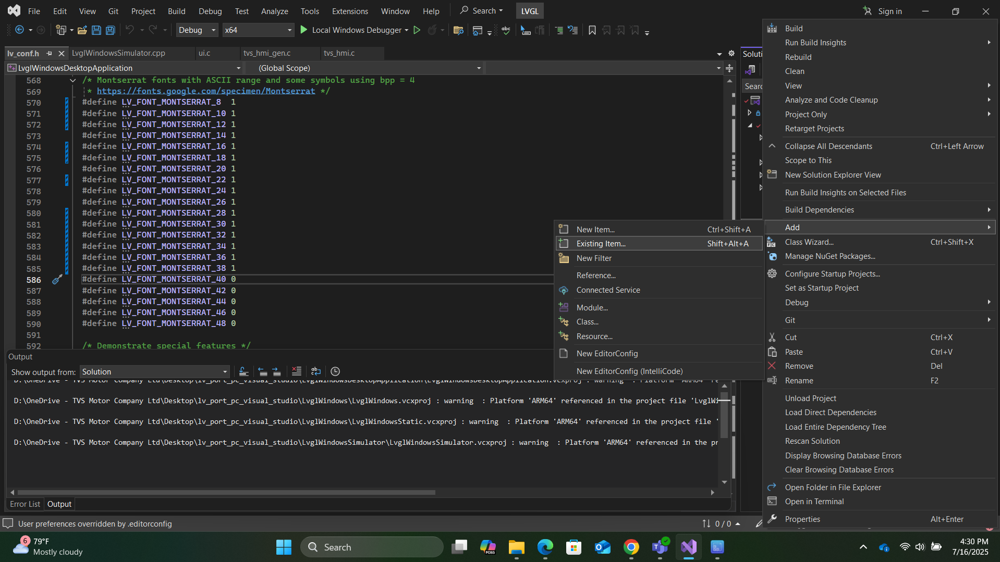 File Edit View Git Project Build Debug Test Analyze Tools Extensions Window Help Search LVGL Sign in
Debug x64 Local Windows Debugger
lv_conf.h LvglWindowsSimulator.cpp ui.c tvs_hmi_gen.c tvs_hmi.c
LvglWindowsDesktopApplication (Global Scope)
568 /* Montserrat fonts with ASCII range and some symbols using bpp = 4
569 * https://fonts.google.com/specimen/Montserrat */
570 #define LV_FONT_MONTSERRAT_8 1
571 #define LV_FONT_MONTSERRAT_10 1
572 #define LV_FONT_MONTSERRAT_12 1
573 #define LV_FONT_MONTSERRAT_14 1
574 #define LV_FONT_MONTSERRAT_16 1
575 #define LV_FONT_MONTSERRAT_18 1
576 #define LV_FONT_MONTSERRAT_20 1
577 #define LV_FONT_MONTSERRAT_22 1
578 #define LV_FONT_MONTSERRAT_24 1
579 #define LV_FONT_MONTSERRAT_26 1
580 #define LV_FONT_MONTSERRAT_28 1
581 #define LV_FONT_MONTSERRAT_30 1
582 #define LV_FONT_MONTSERRAT_32 1
583 #define LV_FONT_MONTSERRAT_34 1
584 #define LV_FONT_MONTSERRAT_36 1
585 #define LV_FONT_MONTSERRAT_38 1
586 #define LV_FONT_MONTSERRAT_40 0
587 #define LV_FONT_MONTSERRAT_42 0
588 #define LV_FONT_MONTSERRAT_44 0
589 #define LV_FONT_MONTSERRAT_46 0
590 #define LV_FONT_MONTSERRAT_48 0
591
592 /* Demonstrate special features */
Output
Show output from: Solution
D:\OneDrive - TVS Motor Company Ltd\Desktop\lv_port_pc_visual_studio\LvglWindowsDesktopApplication\LvglWindowsDesktopApplication.vcxproj : warning : Platform 'ARM64' re
D:\OneDrive - TVS Motor Company Ltd\Desktop\lv_port_pc_visual_studio\LvglWindows\LvglWindows.vcxproj : warning : Platform 'ARM64' referenced in the project file 'LvglWi
D:\OneDrive - TVS Motor Company Ltd\Desktop\lv_port_pc_visual_studio\LvglWindows\LvglWindowsStatic.vcxproj : warning : Platform 'ARM64' referenced in the project file '
D:\OneDrive - TVS Motor Company Ltd\Desktop\lv_port_pc_visual_studio\LvglWindowsSimulator\LvglWindowsSimulator.vcxproj : warning : Platform 'ARM64' referenced in the pr
Error List Output
User preferences overridden by .editorconfig
0 / 0
Soluti
Sear
New Item... Ctrl+Shift+A
Existing Item... Shift+Alt+A
New Filter
Reference...
Connected Service
Module...
Class...
Resource...
New EditorConfig
New EditorConfig (IntelliCode)
Build
Run Build Insights
Rebuild
Clean
View
Analyze and Code Cleanup
Project Only
Retarget Projects
Collapse All Descendants Ctrl+Left Arrow
Scope to This
New Solution Explorer View
Run Build Insights on Selected Files
Build Dependencies
Add
Class Wizard... Ctrl+Shift+X
Manage NuGet Packages...
Configure Startup Projects...
Set as Startup Project
Debug
Git
Cut Ctrl+X
Paste Ctrl+V
Remove Del
Rename F2
Unload Project
Load Direct Dependencies
Load Entire Dependency Tree
Rescan Solution
Display Browsing Database Errors
Clear Browsing Database Errors
Open Folder in File Explorer
Open in Terminal
Properties Alt+Enter
6 79°F
Mostly cloudy
Search
M365
4:30 PM
7/16/2025